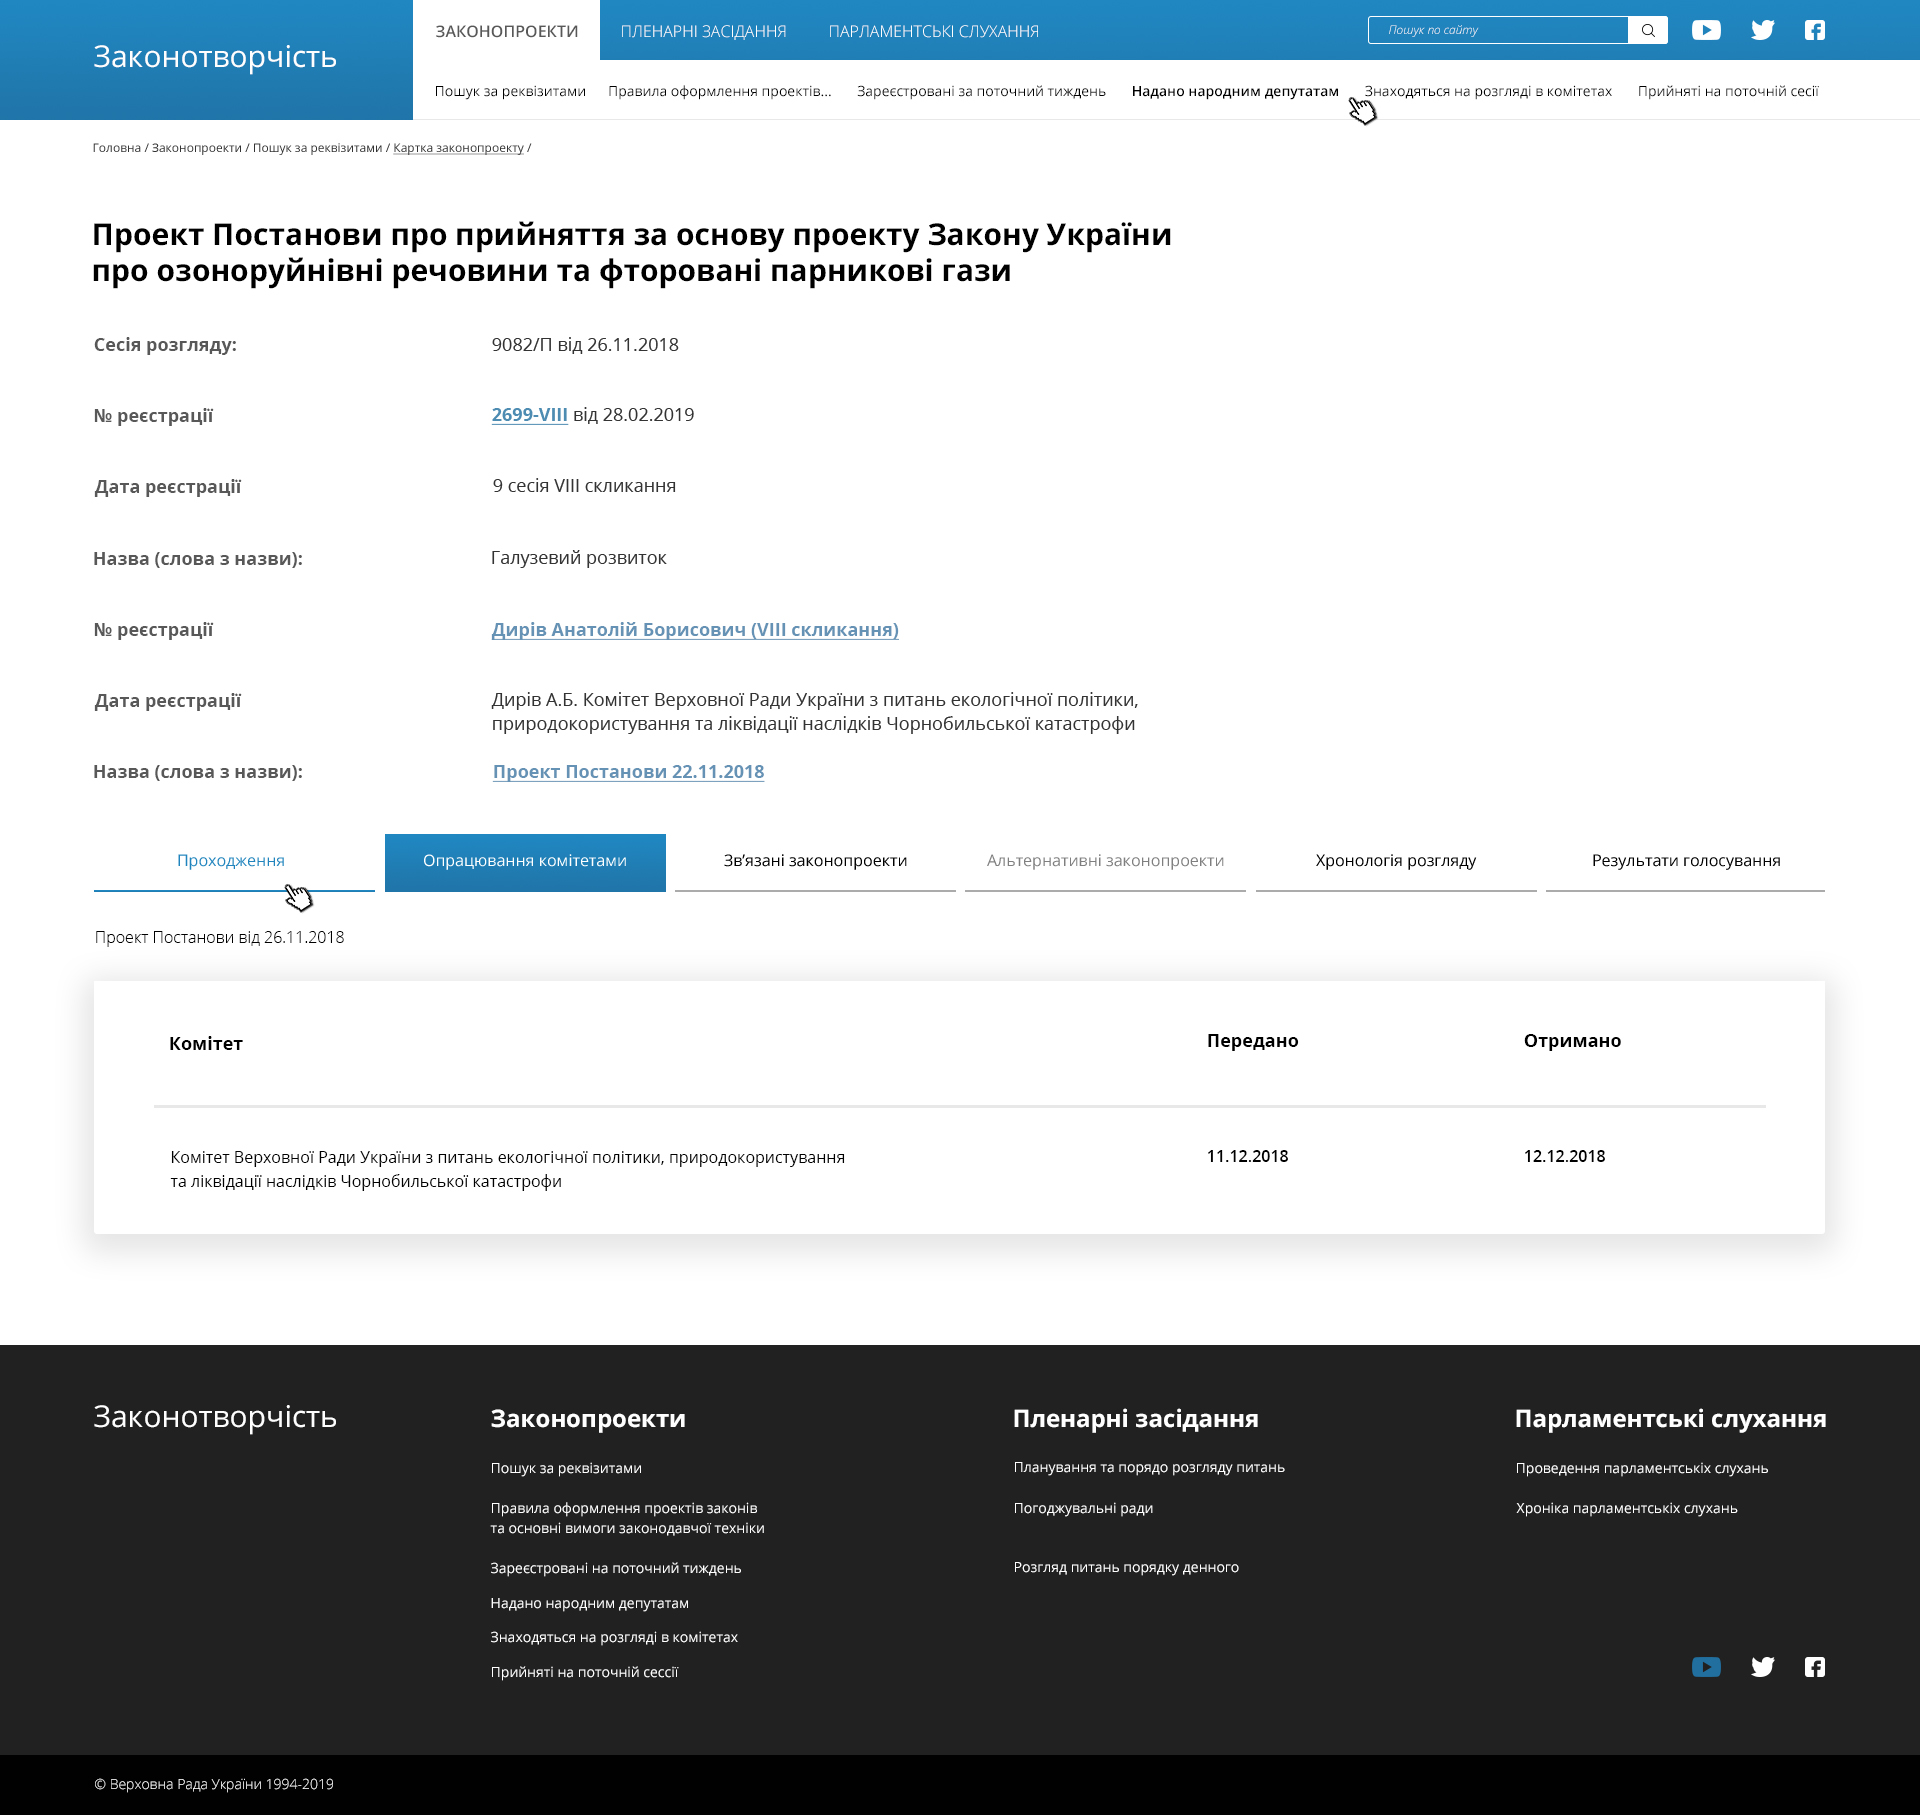 Законотворчість
ЗАКОНОПРОЕКТИ
ПЛЕНАРНІ ЗАСІДАННЯ
ПАРЛАМЕНТСЬКІ СЛУХАННЯ
Пошук по сайту
Пошук за реквізитами
Правила оформлення проектів...
Зареєстровані за поточний тиждень
Надано народним депутатам
Знаходяться на розгляді в комітетах
Прийняті на поточній сесії
Головна / Законопроекти / Пошук за реквізитами / Картка законопроекту /
Проект Постанови про прийняття за основу проекту Закону України
про озоноруйнівні речовини та фторовані парникові гази
Сесія розгляду:
9082/П від 26.11.2018
№ реєстрації
2699-VIII від 28.02.2019
Дата реєстрації
9 сесія VIII скликання
Назва (слова з назви):
Галузевий розвиток
№ реєстрації
Дирів Анатолій Борисович (VIII скликання)
Дата реєстрації
Дирів А.Б. Комітет Верховної Ради України з питань екологічної політики,
природокористування та ліквідації наслідків Чорнобильської катастрофи
Назва (слова з назви):
Проект Постанови 22.11.2018
Проходження
Опрацювання комітетами
Зв’язані законопроекти
Альтернативні законопроекти
Хронологія розгляду
Результати голосування
Проект Постанови від 26.11.2018
Комітет
Передано
Отримано
Комітет Верховної Ради України з питань екологічної політики, природокористування
та ліквідації наслідків Чорнобильської катастрофи
11.12.2018
12.12.2018
Законотворчість
Законопроекти
Пошук за реквізитами
Правила оформлення проектів законів
та основні вимоги законодавчої техніки
Зареєстровані на поточний тиждень
Надано народним депутатам
Знаходяться на розгляді в комітетах
Прийняті на поточній сессії
Пленарні засідання
Планування та порядо розгляду питань
Погоджувальні ради
Розгляд питань порядку денного
Парламентські слухання
Проведення парламентськіх слухань
Хроніка парламентськіх слухань
© Верховна Рада України 1994-2019